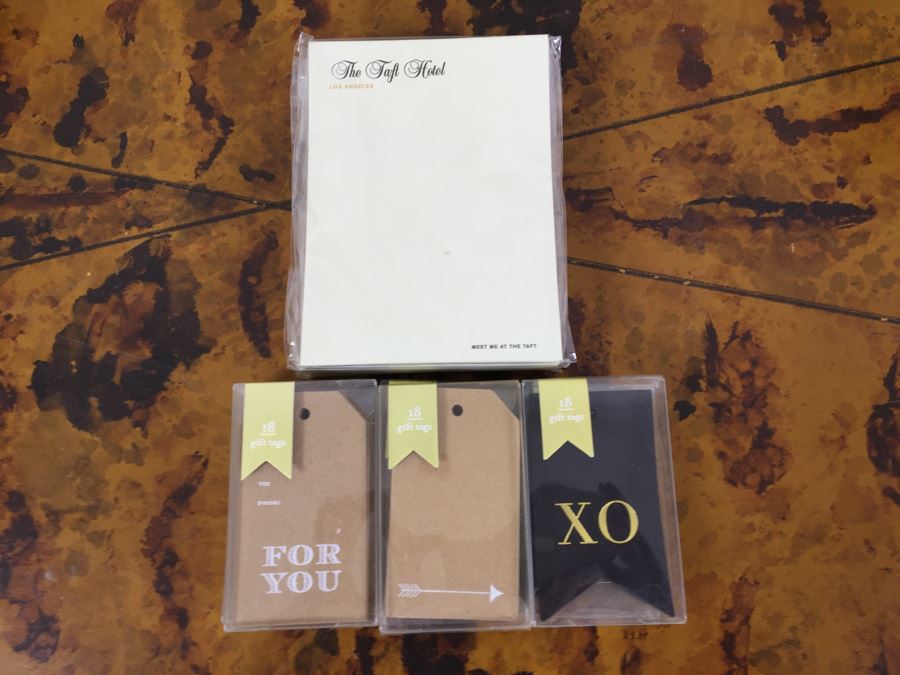 The Taft Hotel
LOS ANGELES
MEET ME AT THE TAFT.
18
gift tags
TO:
FROM:
FOR
YOU
18
gift tags
18
gift tags
XO